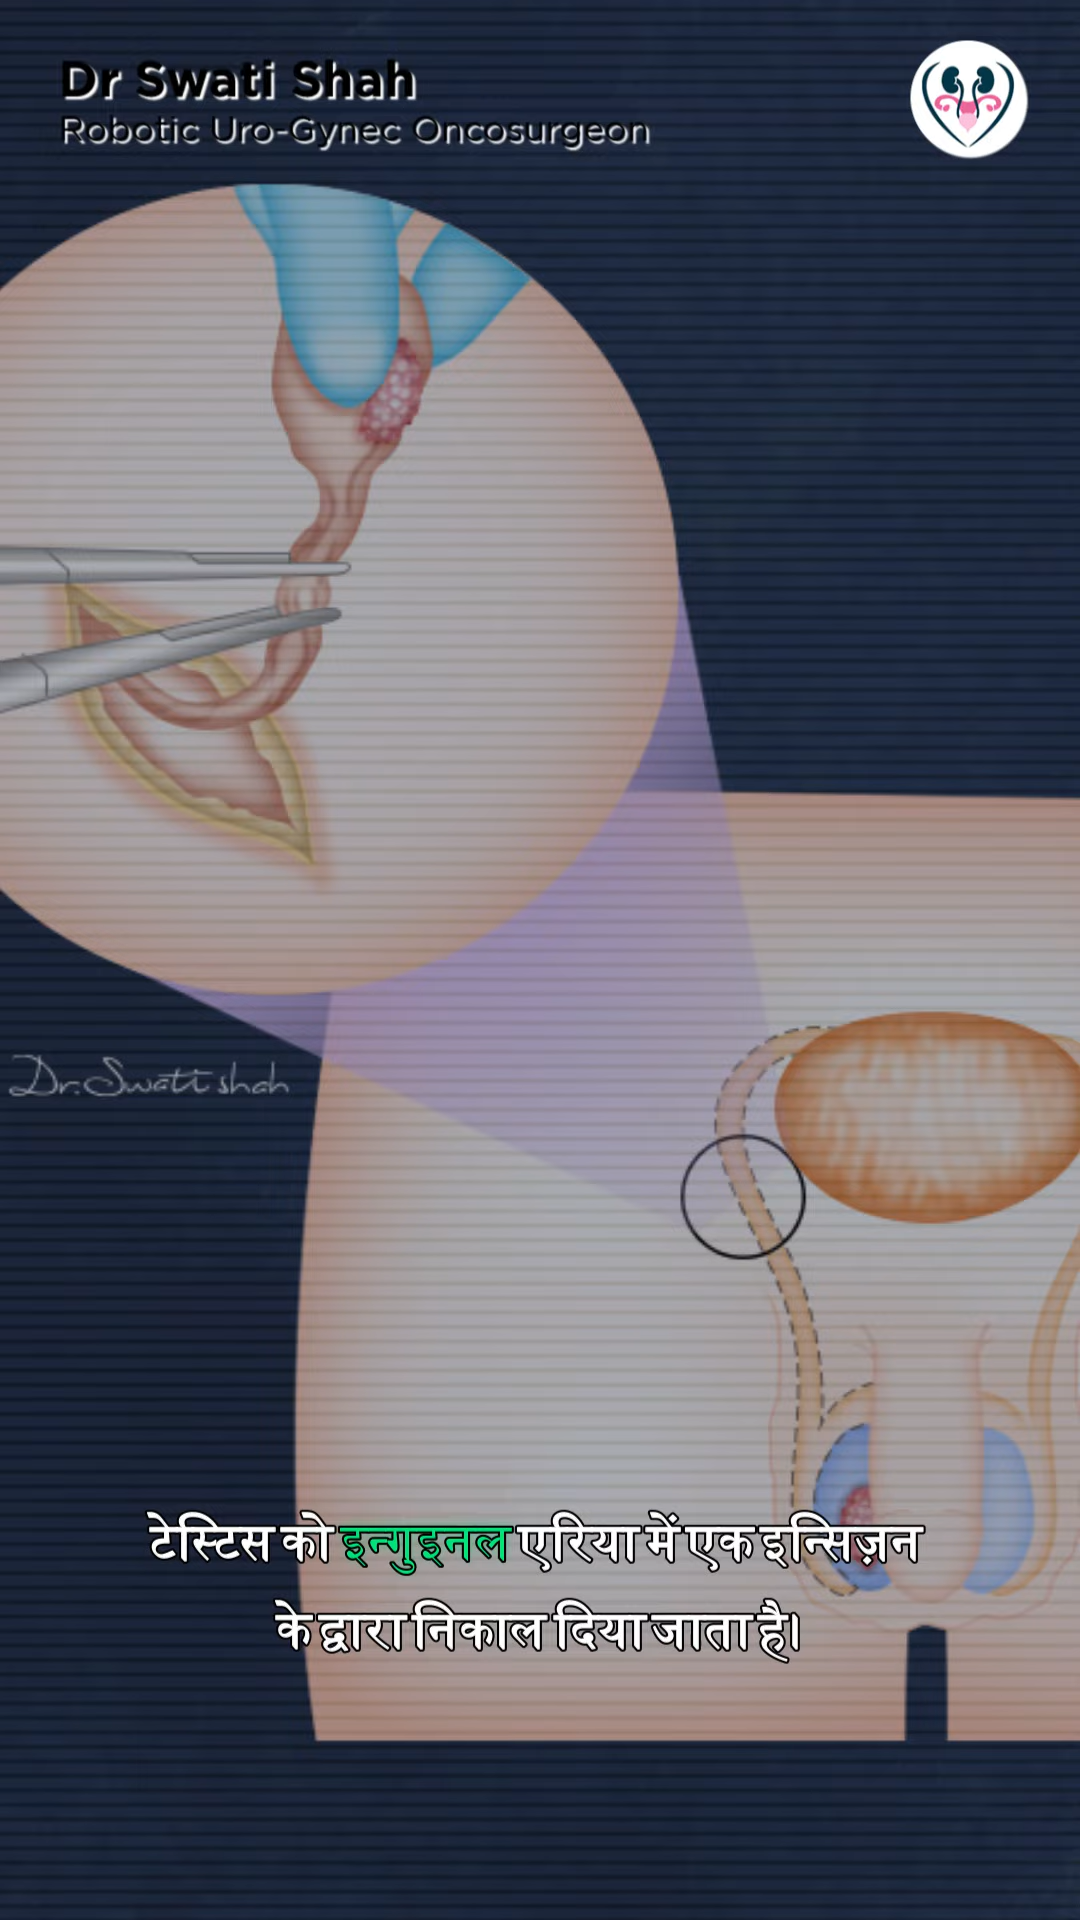 Dr Swati Shah
Robotic Uro-Gynec Oncosurgeon
Dr. Swati shah
टेस्टिस को इन्गुइनल एरिया में एक इन्सिज़न
के द्वारा निकाल दिया जाता है।